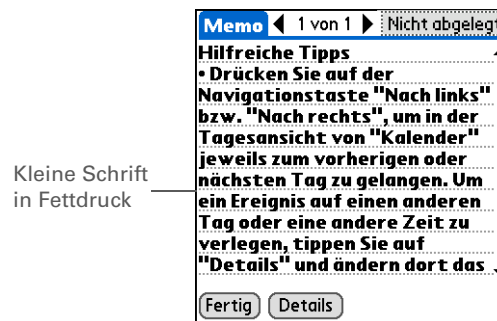 Memo 1 von 1 Nicht abgelegt
Hilfreiche Tipps
• Drücken Sie auf der
Navigationstaste "Nach links"
bzw. "Nach rechts", um in der
Tagesansicht von "Kalender"
jeweils zum vorherigen oder
nächsten Tag zu gelangen. Um
ein Ereignis auf einen anderen
Tag oder eine andere Zeit zu
verlegen, tippen Sie auf
"Details" und ändern dort das
Fertig Details
Kleine Schrift
in Fettdruck